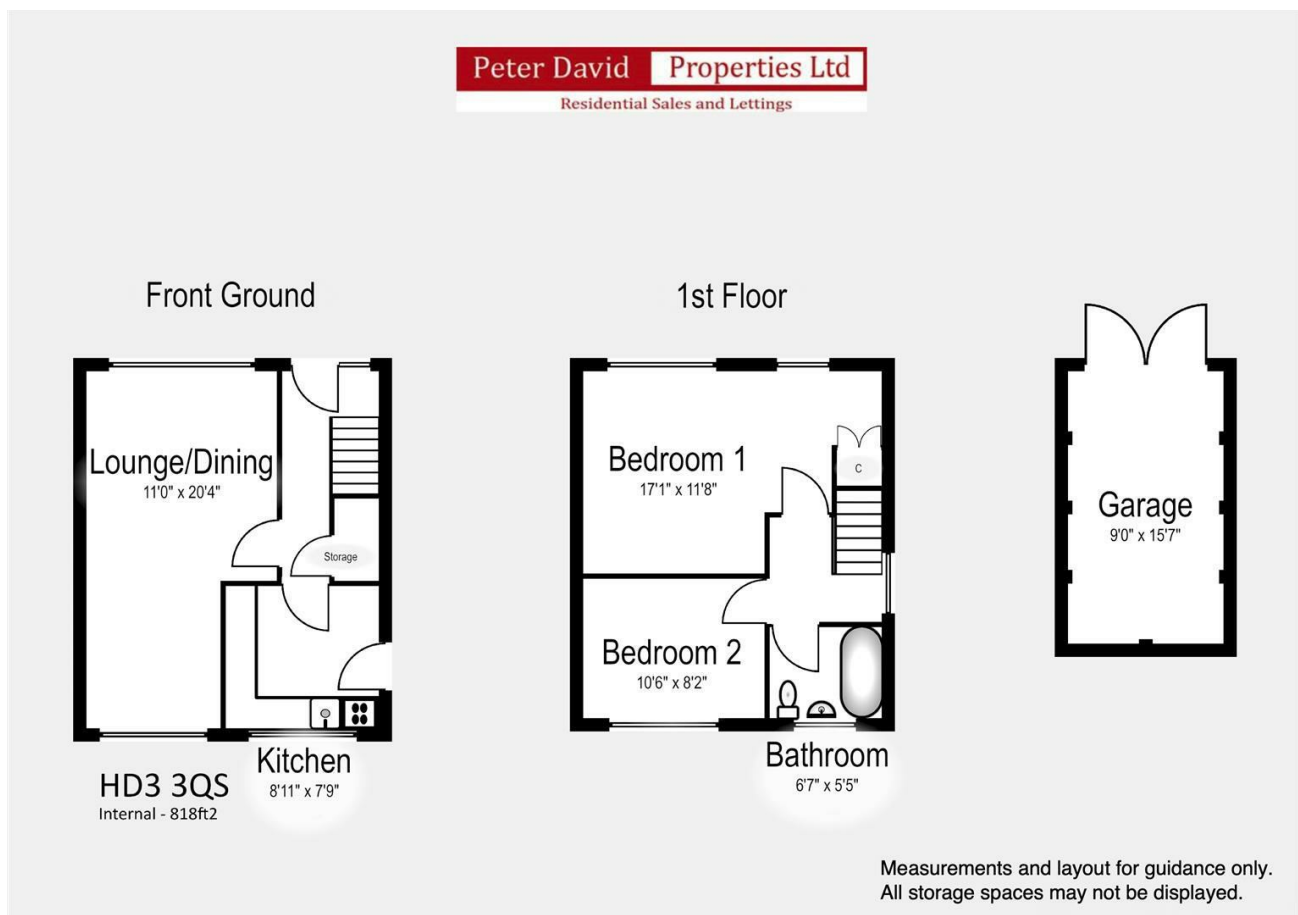 Peter David Properties Ltd
Residential Sales and Lettings
Front Ground
1st Floor
Lounge/Dining
11'0" x 20'4"
Storage
Kitchen
8'11" x 7'9"
HD3 3QS
Internal - 818ft2
Bedroom 1
17'1" x 11'8"
C
Bedroom 2
10'6" x 8'2"
Bathroom
6'7" x 5'5"
Garage
9'0" x 15'7"
Measurements and layout for guidance only.
All storage spaces may not be displayed.